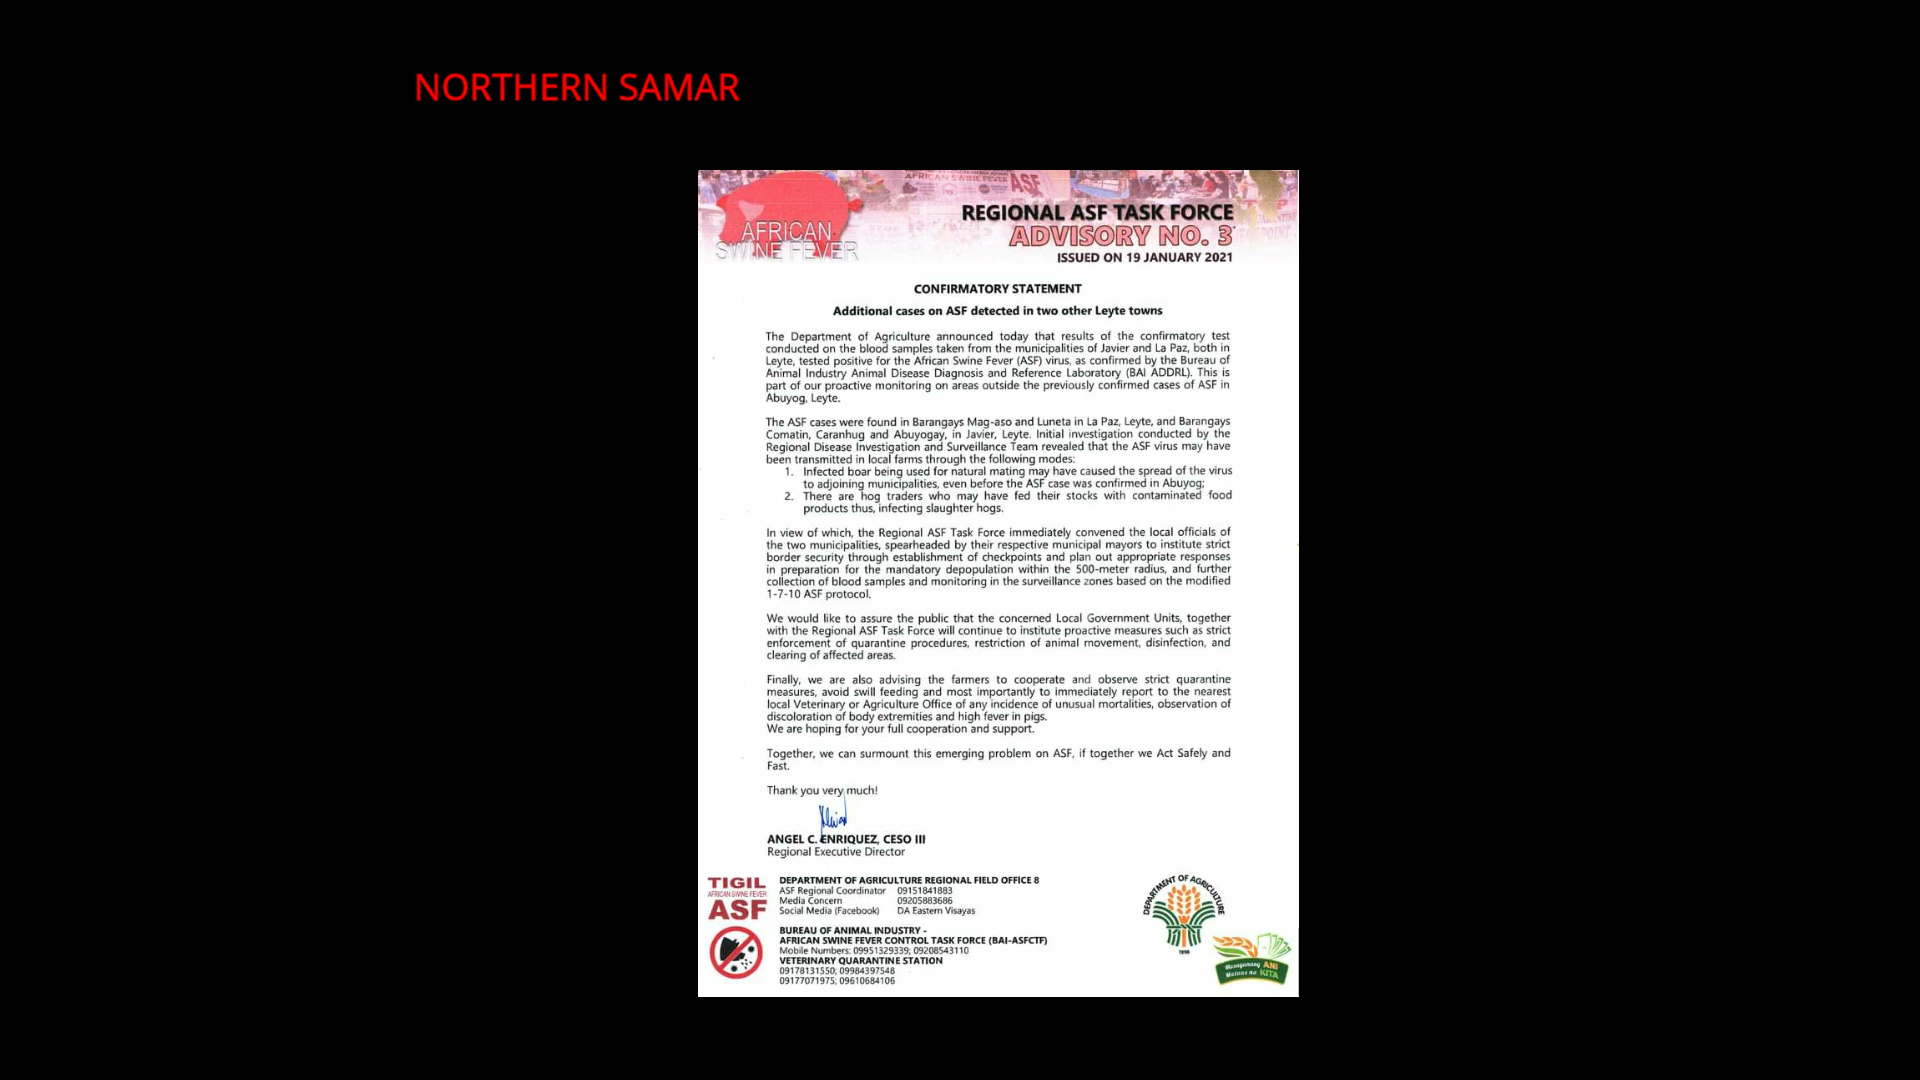 NORTHERN SAMAR
AFRICAN SWINE FEVER
ASF
AFRICAN
SWINE FEVER
REGIONAL ASF TASK FORCE
ADVISORY NO. 3
ISSUED ON 19 JANUARY 2021
CONFIRMATORY STATEMENT
Additional cases on ASF detected in two other Leyte towns
The Department of Agriculture announced today that results of the confirmatory test
conducted on the blood samples taken from the municipalities of Javier and La Paz, both in
Leyte, tested positive for the African Swine Fever (ASF) virus, as confirmed by the Bureau of
Animal Industry Animal Disease Diagnosis and Reference Laboratory (BAI ADDRL). This is
part of our proactive monitoring on areas outside the previously confirmed cases of ASF in
Abuyog, Leyte.
The ASF cases were found in Barangays Mag-aso and Luneta in La Paz, Leyte, and Barangays
Comatin, Caranhug and Abuyogay, in Javier, Leyte. Initial investigation conducted by the
Regional Disease Investigation and Surveillance Team revealed that the ASF virus may have
been transmitted in local farms through the following modes:
1. Infected boar being used for natural mating may have caused the spread of the virus
to adjoining municipalities, even before the ASF case was confirmed in Abuyog;
2. There are hog traders who may have fed their stocks with contaminated food
products thus, infecting slaughter hogs.
In view of which, the Regional ASF Task Force immediately convened the local officials of
the two municipalities, spearheaded by their respective municipal mayors to institute strict
border security through establishment of checkpoints and plan out appropriate responses
in preparation for the mandatory depopulation within the 500-meter radius, and further
collection of blood samples and monitoring in the surveillance zones based on the modified
1-7-10 ASF protocol.
We would like to assure the public that the concerned Local Government Units, together
with the Regional ASF Task Force will continue to institute proactive measures such as strict
enforcement of quarantine procedures, restriction of animal movement, disinfection, and
clearing of affected areas.
Finally, we are also advising the farmers to cooperate and observe strict quarantine
measures, avoid swill feeding and most importantly to immediately report to the nearest
local Veterinary or Agriculture Office of any incidence of unusual mortalities, observation of
discoloration of body extremities and high fever in pigs.
We are hoping for your full cooperation and support.
Together, we can surmount this emerging problem on ASF, if together we Act Safely and
Fast.
Thank you very much!
ANGEL C. ENRIQUEZ, CESO III
Regional Executive Director
TIGIL
AFRICAN SWINE FEVER
ASF
DEPARTMENT OF AGRICULTURE REGIONAL FIELD OFFICE 8
ASF Regional Coordinator 09151841883
Media Concern 09205883686
Social Media (Facebook) DA Eastern Visayas
BUREAU OF ANIMAL INDUSTRY -
AFRICAN SWINE FEVER CONTROL TASK FORCE (BAI-ASFCTF)
Mobile Numbers: 09951329339; 09208543110
VETERINARY QUARANTINE STATION
09178131550; 09984397548
09177071975; 09610684106
DEPARTMENT OF AGRICULTURE
1898
Masaganang ANI
Mataas na KITA